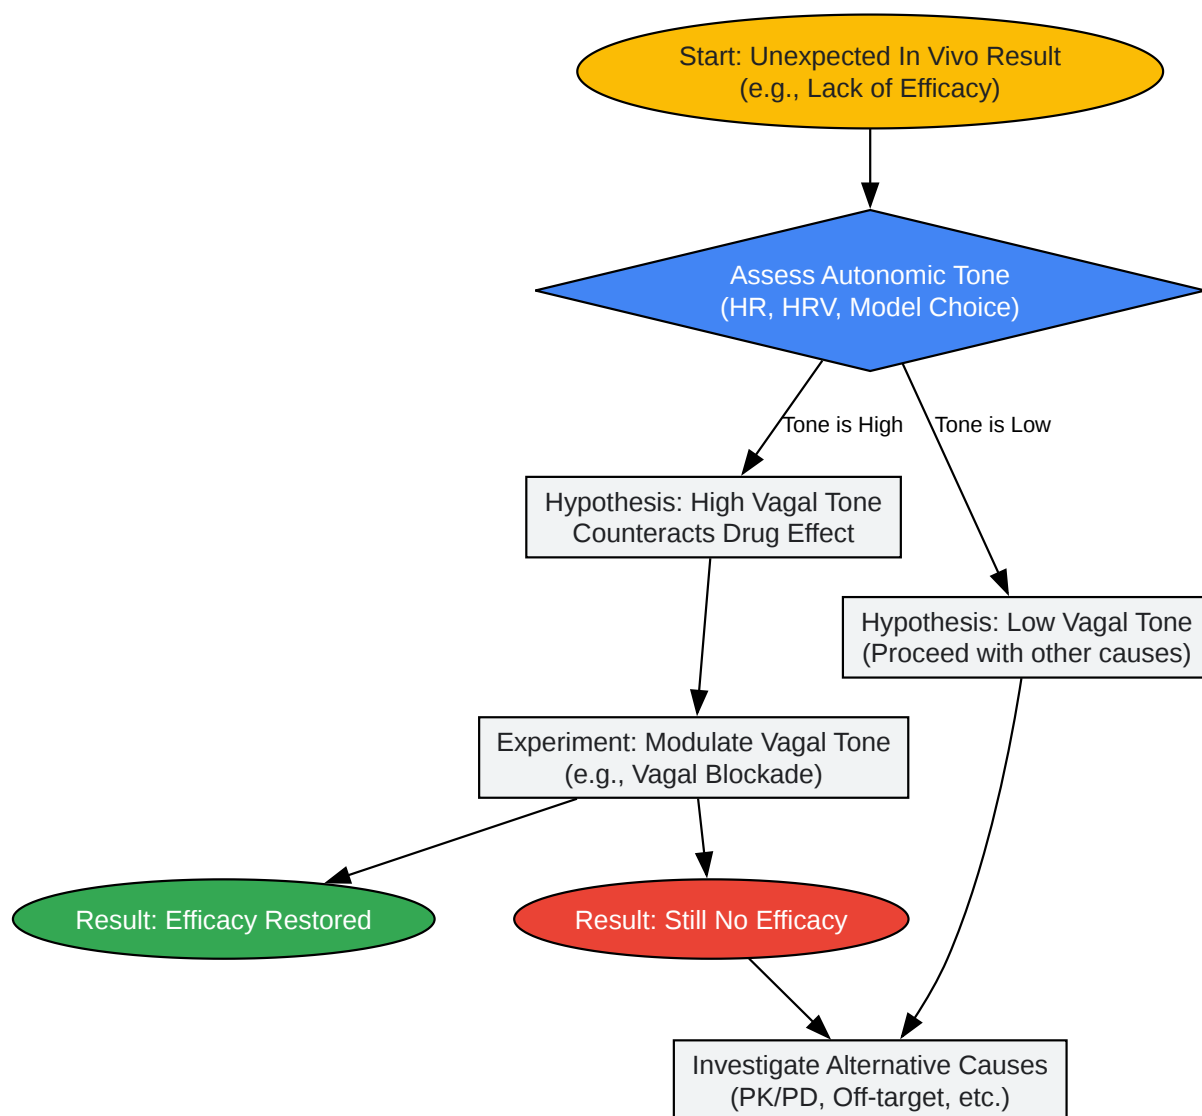 Start: Unexpected In Vivo Result
(e.g., Lack of Efficacy)
Assess Autonomic Tone
(HR, HRV, Model Choice)
Tone is High
Tone is Low
Hypothesis: High Vagal Tone
Counteracts Drug Effect
Hypothesis: Low Vagal Tone
(Proceed with other causes)
Experiment: Modulate Vagal Tone
(e.g., Vagal Blockade)
Result: Efficacy Restored
Result: Still No Efficacy
Investigate Alternative Causes
(PK/PD, Off-target, etc.)